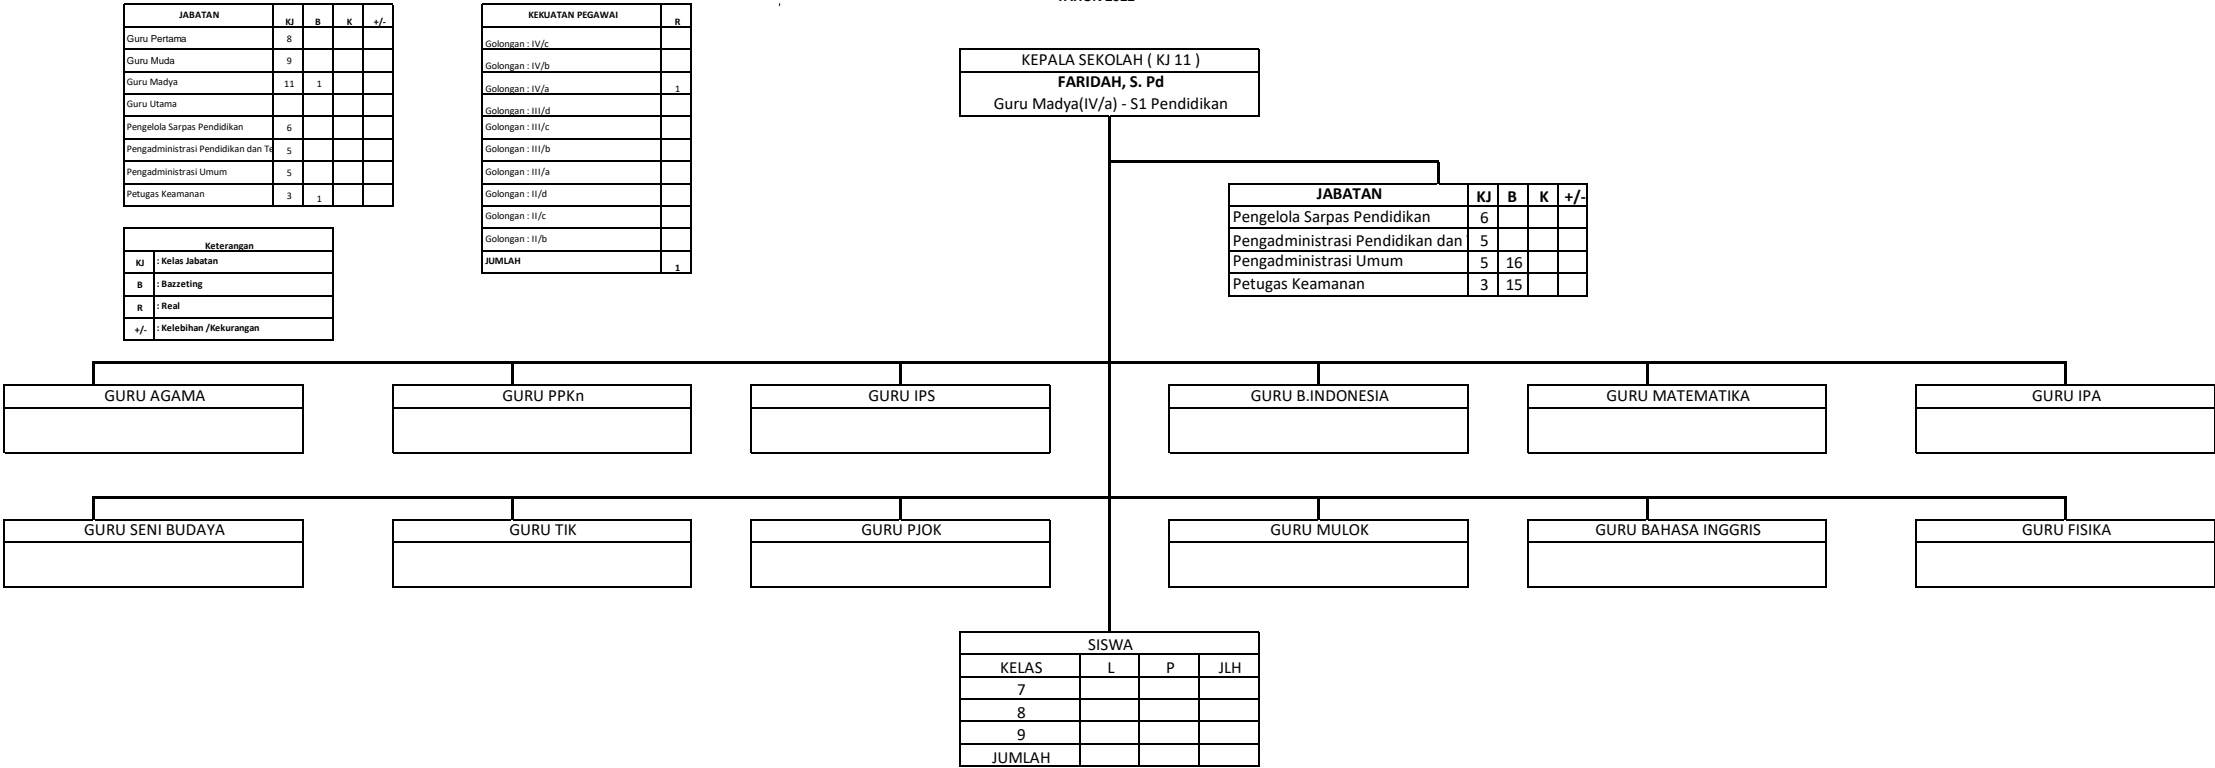 TAHUN 2022
JABATAN KJ B K +/-
Guru Pertama 8
Guru Muda 9
Guru Madya 11 1
Guru Utama
Pengelola Sarpas Pendidikan 6
Pengadministrasi Pendidikan dan Te 5
Pengadministrasi Umum 5
Petugas Keamanan 3 1
KEKUATAN PEGAWAI R
Golongan : IV/c
Golongan : IV/b
Golongan : IV/a 1
Golongan : III/d
Golongan : III/c
Golongan : III/b
Golongan : III/a
Golongan : II/d
Golongan : II/c
Golongan : II/b
JUMLAH 1
Keterangan
KJ : Kelas Jabatan
B : Bazzeting
R : Real
+/- : Kelebihan /Kekurangan
KEPALA SEKOLAH ( KJ 11 )
FARIDAH, S. Pd
Guru Madya(IV/a) - S1 Pendidikan
JABATAN KJ B K +/-
Pengelola Sarpas Pendidikan 6
Pengadministrasi Pendidikan dan 5
Pengadministrasi Umum 5 16
Petugas Keamanan 3 15
GURU AGAMA
GURU PPKn
GURU IPS
GURU B.INDONESIA
GURU MATEMATIKA
GURU IPA
GURU SENI BUDAYA
GURU TIK
GURU PJOK
GURU MULOK
GURU BAHASA INGGRIS
GURU FISIKA
SISWA
KELAS L P JLH
7
8
9
JUMLAH